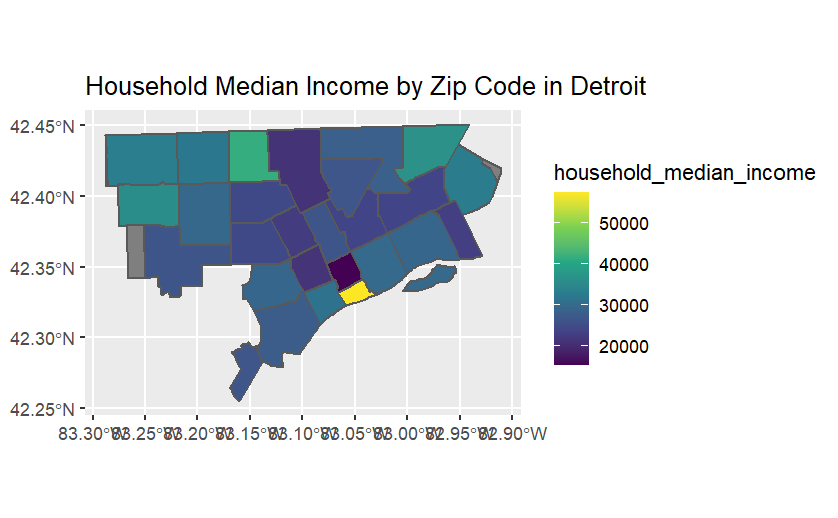 Household Median Income by Zip Code in Detroit
42.45°N
42.40°N
42.35°N
42.30°N
42.25°N
83.30°W 83.25°W 83.20°W 83.15°W 83.10°W 83.05°W 83.00°W 82.95°W 82.90°W
household_median_income
50000
40000
30000
20000